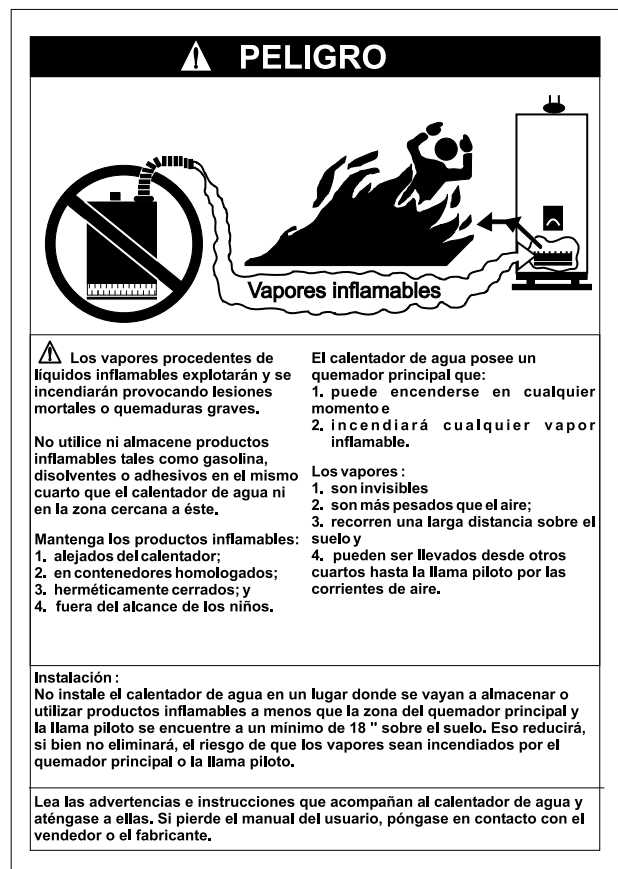 PELIGRO
Vapores inflamables
Los vapores procedentes de
líquidos inflamables explotarán y se
incendiarán provocando lesiones
mortales o quemaduras graves.
No utilice ni almacene productos
inflamables tales como gasolina,
disolventes o adhesivos en el mismo
cuarto que el calentador de agua ni
en la zona cercana a éste.
Mantenga los productos inflamables:
1. alejados del calentador;
2. en contenedores homologados;
3. herméticamente cerrados; y
4. fuera del alcance de los niños.
El calentador de agua posee un
quemador principal que:
1. puede encenderse en cualquier
momento e
2. incendiará cualquier vapor
inflamable.
Los vapores :
1. son invisibles
2. son más pesados que el aire;
3. recorren una larga distancia sobre el
suelo y
4. pueden ser llevados desde otros
cuartos hasta la llama piloto por las
corrientes de aire.
Instalación :
No instale el calentador de agua en un lugar donde se vayan a almacenar o
utilizar productos inflamables a menos que la zona del quemador principal y
la llama piloto se encuentre a un mínimo de 18 " sobre el suelo. Eso reducirá,
si bien no eliminará, el riesgo de que los vapores sean incendiados por el
quemador principal o la llama piloto.
Lea las advertencias e instrucciones que acompañan al calentador de agua y
aténgase a ellas. Si pierde el manual del usuario, póngase en contacto con el
vendedor o el fabricante.